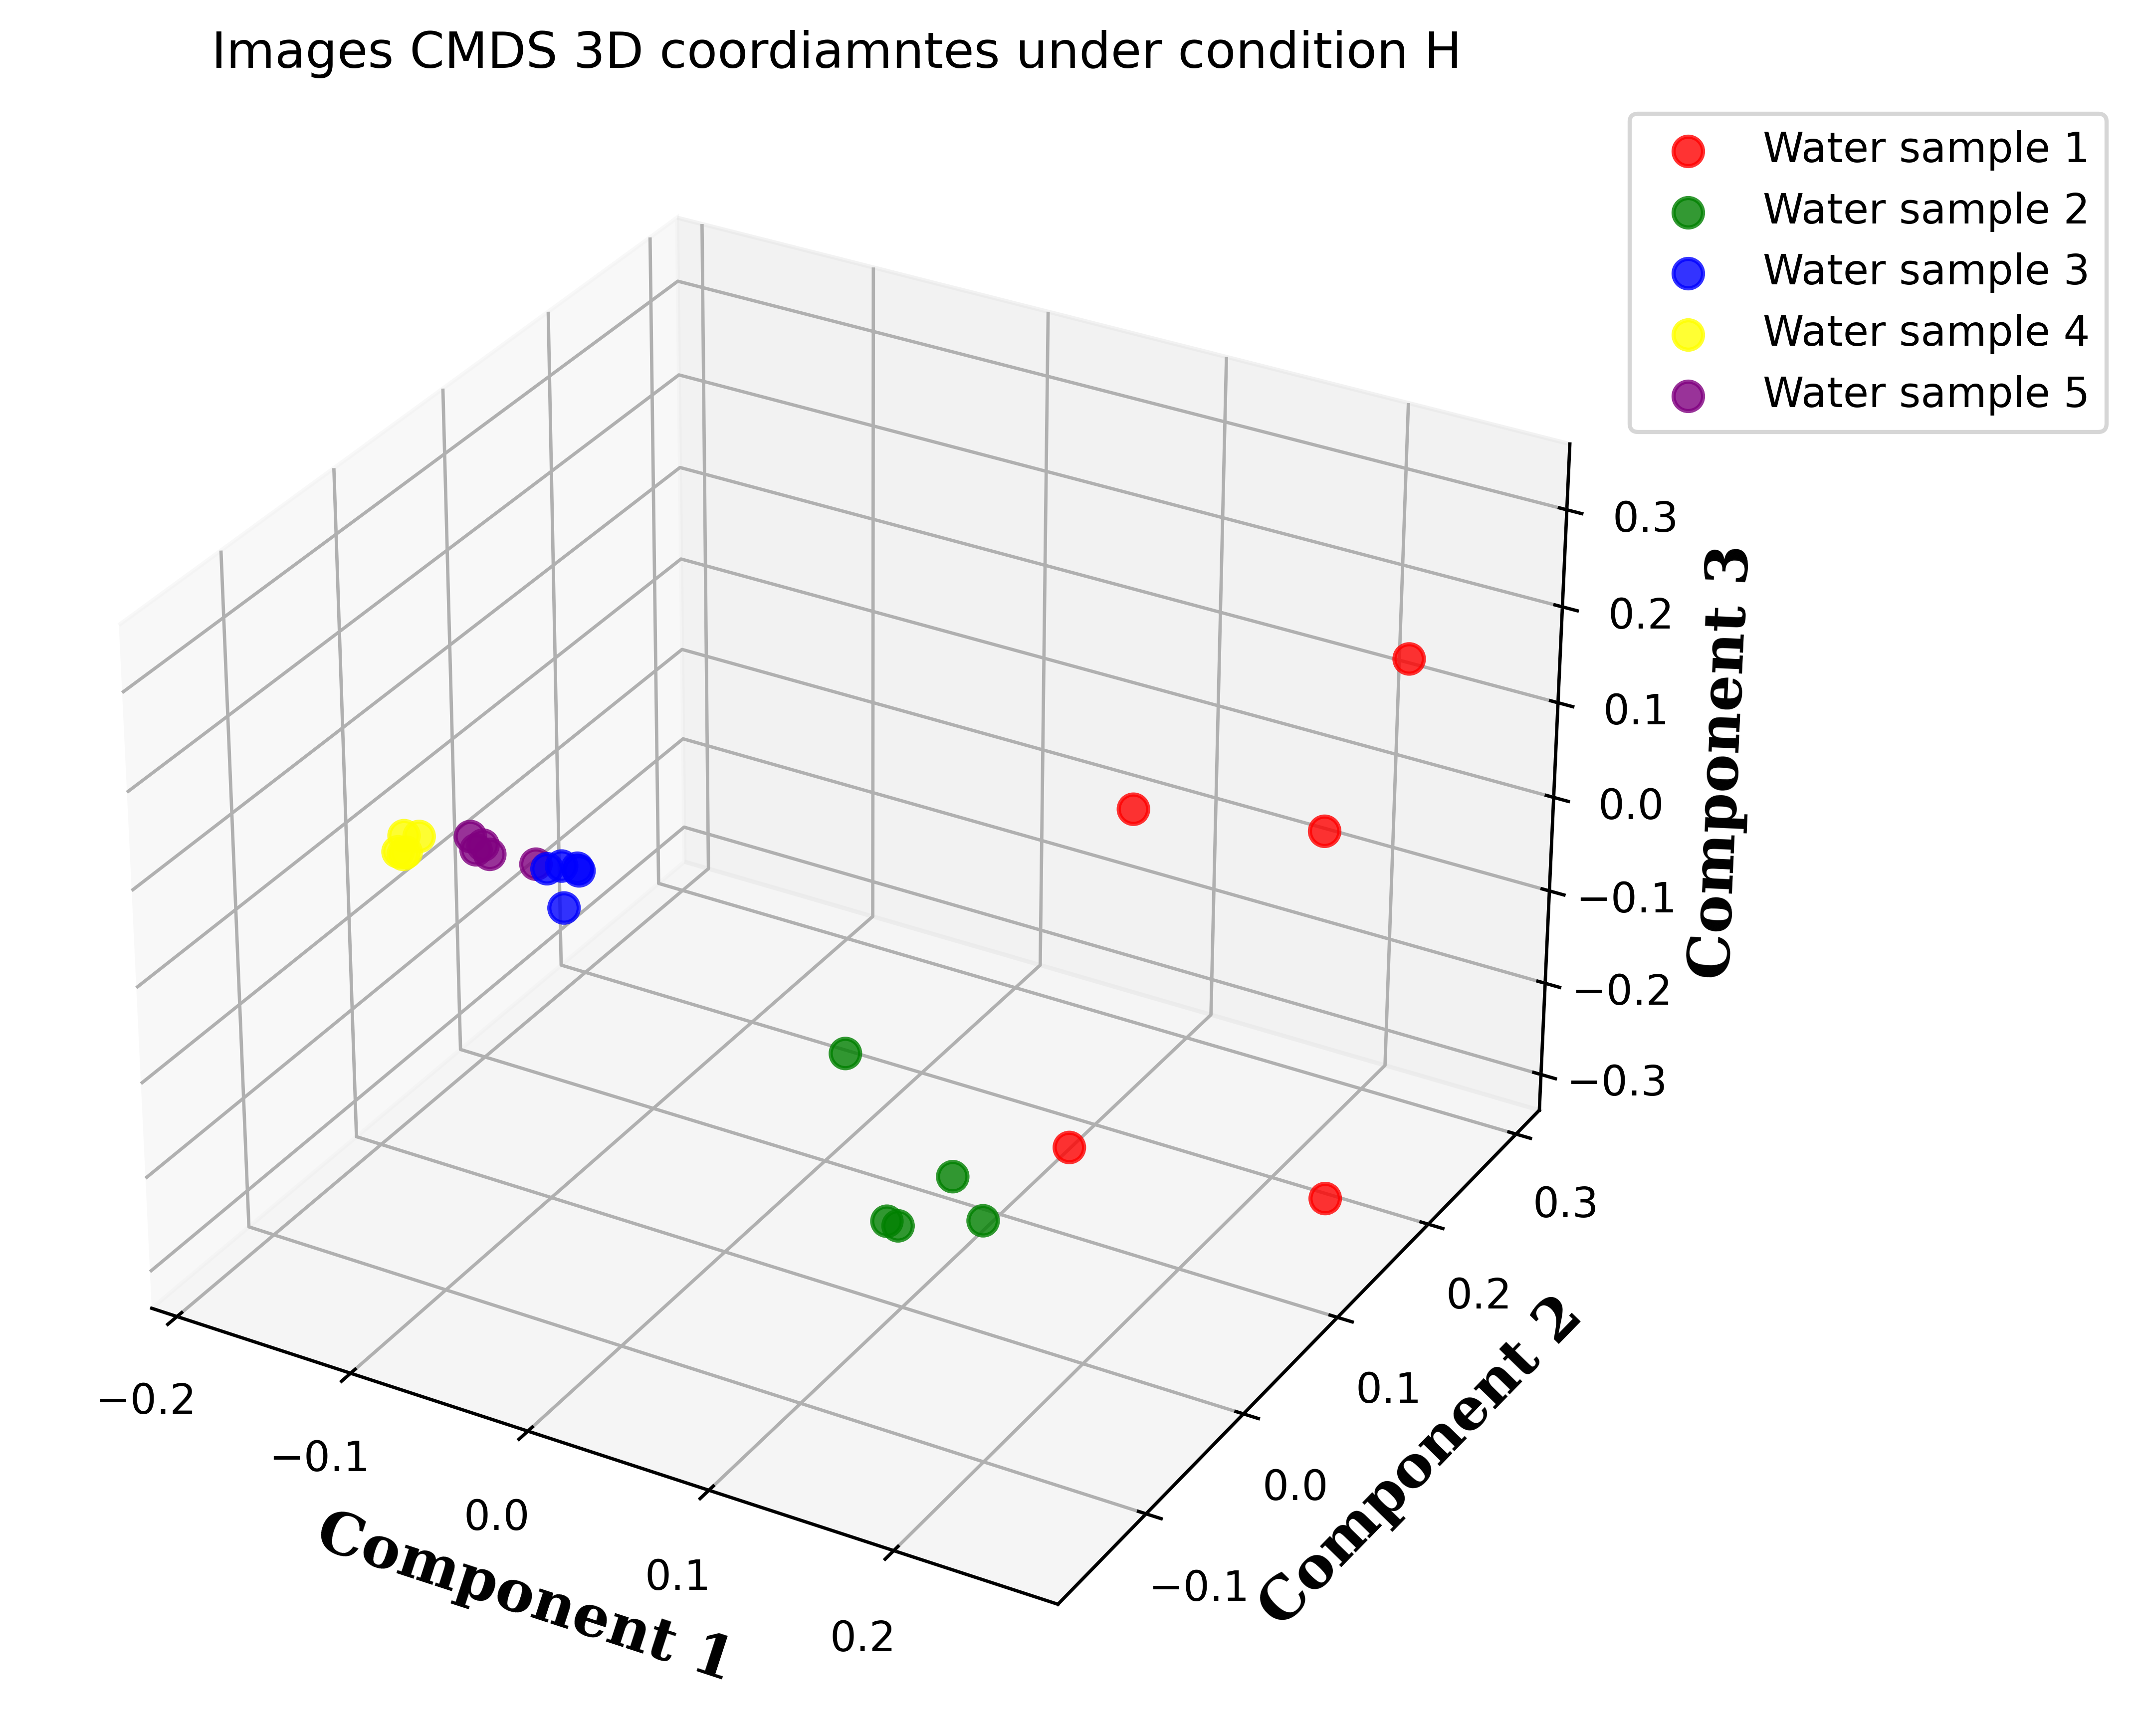 Images CMDS 3D coordiamntes under condition H
Water sample 1
Water sample 2
Water sample 3
Water sample 4
Water sample 5
0.3
0.2
0.1
0.0
−0.1
−0.2
−0.3
Component 3
0.3
0.2
0.1
0.0
−0.1
Component 2
−0.2
−0.1
0.0
0.1
0.2
Component 1